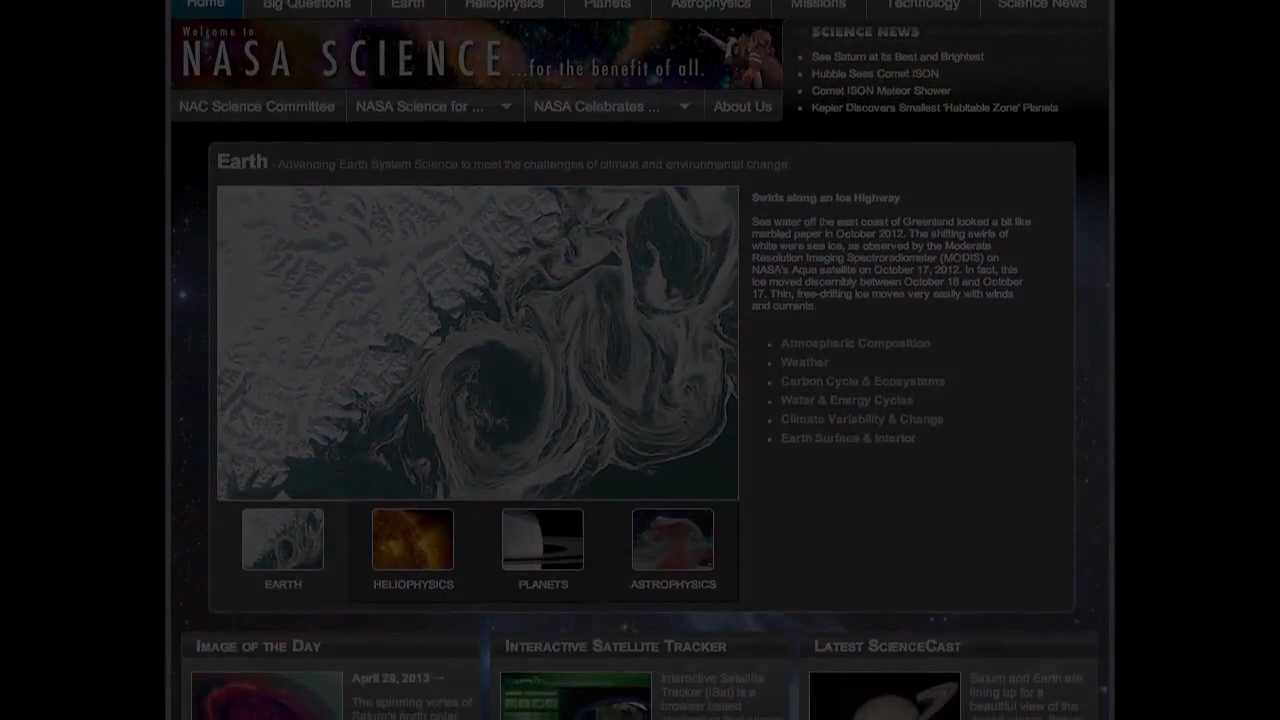 Home Big Questions Earth Heliophysics Planets Astrophysics Missions Technology Science News
Welcome to
NASA SCIENCE ...for the benefit of all.
NAC Science Committee NASA Science for ... NASA Celebrates ... About Us
SCIENCE NEWS
See Saturn at its Best and Brightest
Hubble Sees Comet ISON
Comet ISON Meteor Shower
Kepler Discovers Smallest 'Habitable Zone' Planets
Earth - Advancing Earth System Science to meet the challenges of climate and environmental change.
Swirls along an Ice Highway
Sea water off the east coast of Greenland looked a bit like
marbled paper in October 2012. The shifting swirls of
white were sea ice, as observed by the Moderate
Resolution Imaging Spectroradiometer (MODIS) on
NASA's Aqua satellite on October 17, 2012. In fact, this
ice moved discernibly between October 16 and October
17. Thin, free-drifting ice moves very easily with winds
and currents.
Atmospheric Composition
Weather
Carbon Cycle & Ecosystems
Water & Energy Cycles
Climate Variability & Change
Earth Surface & Interior
EARTH HELIOPHYSICS PLANETS ASTROPHYSICS
IMAGE OF THE DAY
April 29, 2013 →
The spinning vortex of
Saturn's north polar
INTERACTIVE SATELLITE TRACKER
Interactive Satellite
Tracker (iSat) is a
browser based
LATEST SCIENCECAST
Saturn and Earth are
lining up for a
beautiful view of the